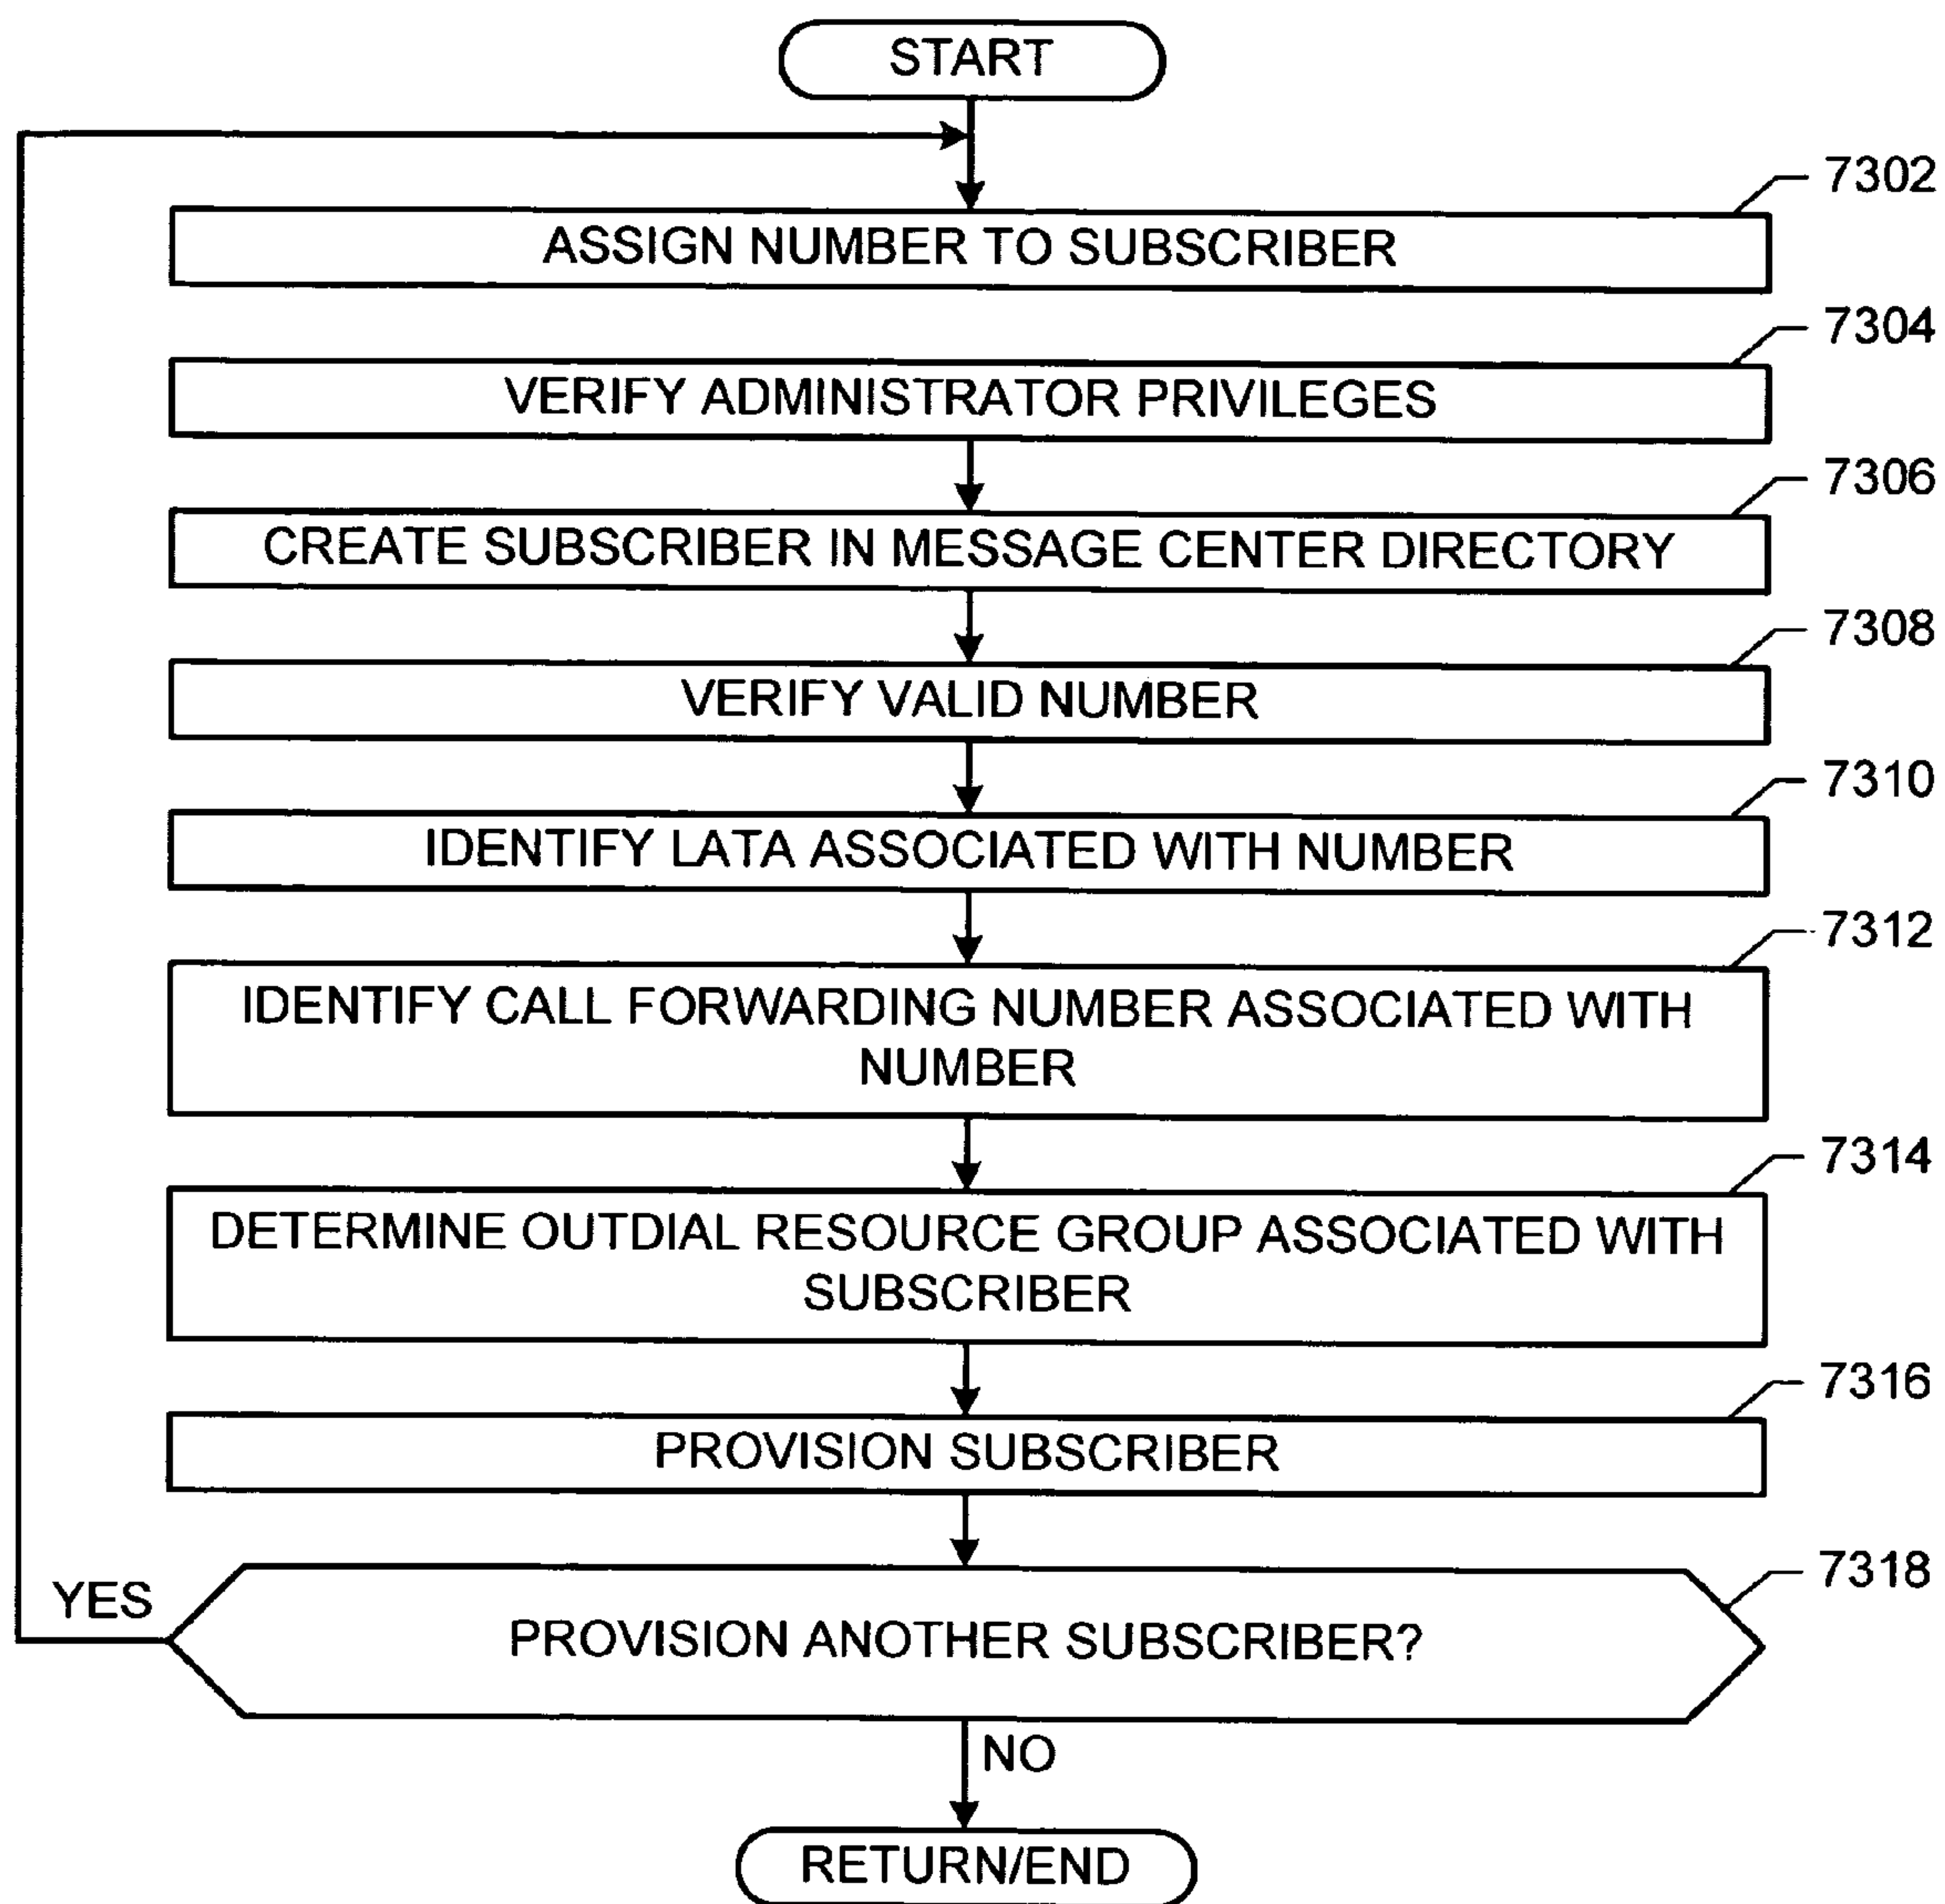 START
7302
ASSIGN NUMBER TO SUBSCRIBER
7304
VERIFY ADMINISTRATOR PRIVILEGES
7306
CREATE SUBSCRIBER IN MESSAGE CENTER DIRECTORY
7308
VERIFY VALID NUMBER
7310
IDENTIFY LATA ASSOCIATED WITH NUMBER
7312
IDENTIFY CALL FORWARDING NUMBER ASSOCIATED WITH
NUMBER
7314
DETERMINE OUTDIAL RESOURCE GROUP ASSOCIATED WITH
SUBSCRIBER
7316
PROVISION SUBSCRIBER
7318
YES
PROVISION ANOTHER SUBSCRIBER?
NO
RETURN/END